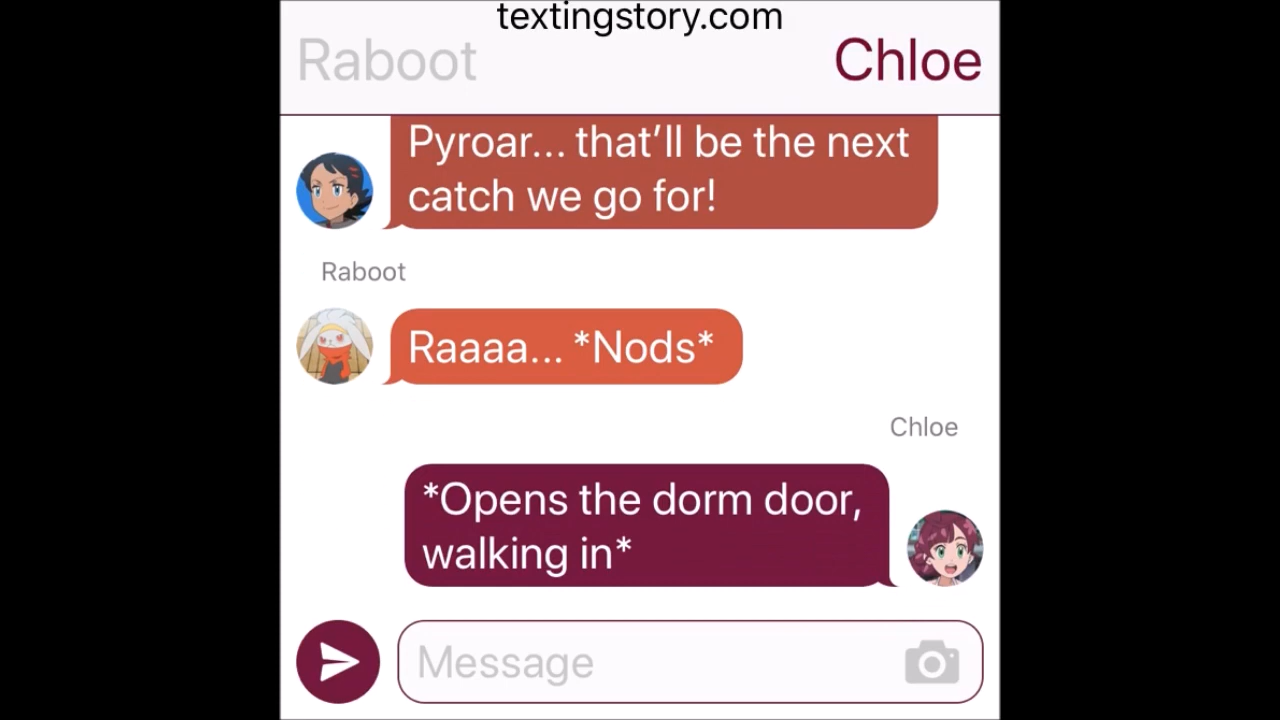 textingstory.com
Raboot
Chloe
Pyroar... that’ll be the next
catch we go for!
Raboot
Raaaa... *Nods*
Chloe
*Opens the dorm door,
walking in*
Message